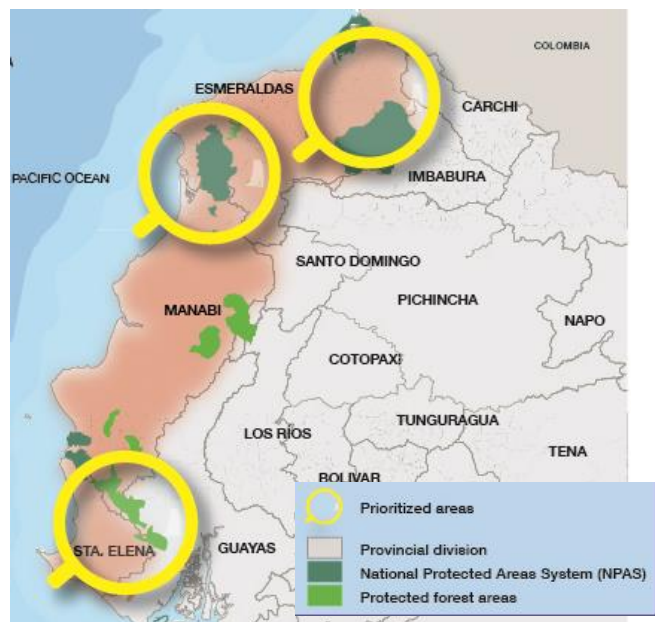 COLOMBIA
ESMERALDAS
CARCHI
PACIFIC OCEAN
IMBABURA
SANTO DOMINGO
PICHINCHA
MANABI
NAPO
COTOPAXI
TUNGURAGUA
LOS RÍOS
TENA
BOLIVAR
Prioritized areas
STA. ELENA
GUAYAS
Provincial division
National Protected Areas System (NPAS)
Protected forest areas